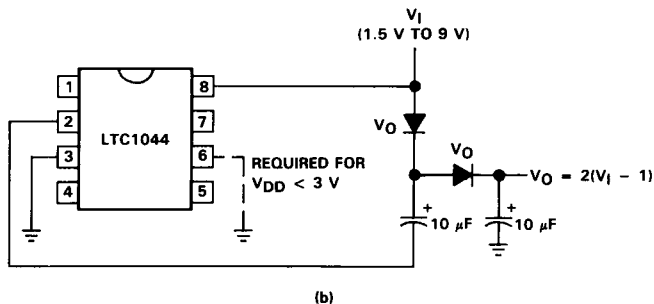 V_I
(1.5 V TO 9 V)
1
8
2
7
LTC1044
3
6
4
5
REQUIRED FOR
V_DD < 3 V
V_O
V_O
V_O = 2(V_I – 1)
+
10 µF
+
10 µF
(b)